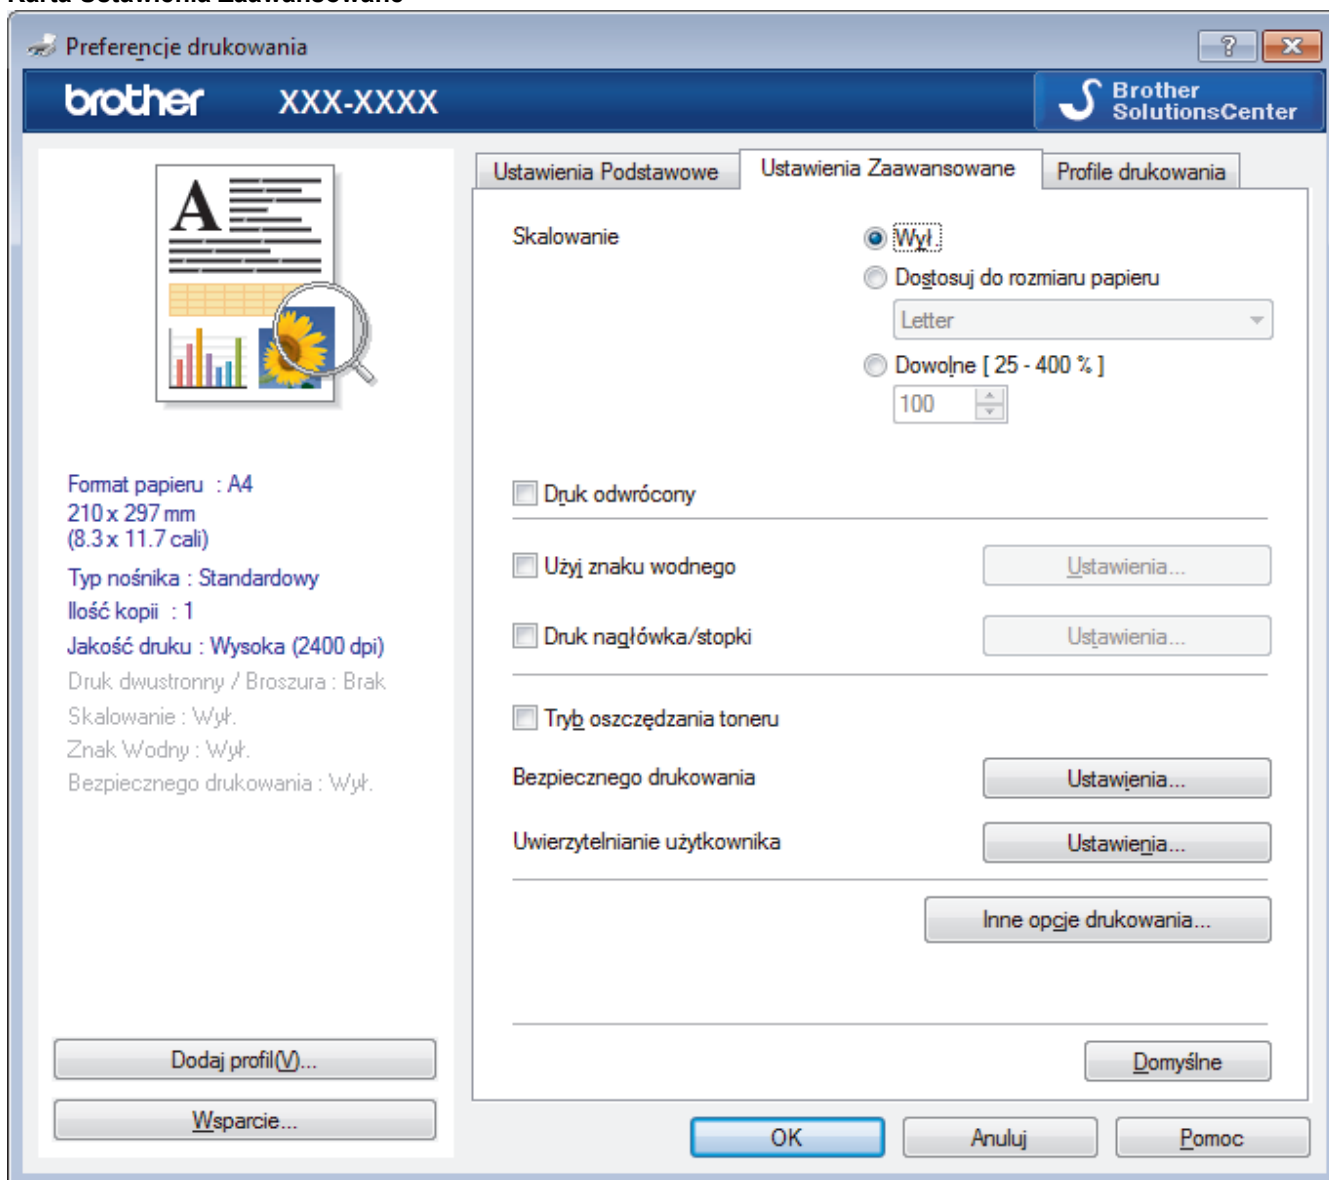 Karta Ustawienia Zaawansowane
Preferencje drukowania
brother XXX-XXXX
Brother
SolutionsCenter
A
Format papieru : A4
210 x 297 mm
(8.3 x 11.7 cali)
Typ nośnika : Standardowy
Ilość kopii : 1
Jakość druku : Wysoka (2400 dpi)
Druk dwustronny / Broszura : Brak
Skalowanie : Wył.
Znak Wodny : Wył.
Bezpiecznego drukowania : Wył.
Dodaj profil(V)...
Wsparcie...
Ustawienia Podstawowe Ustawienia Zaawansowane Profile drukowania
Skalowanie Wył.
Dostosuj do rozmiaru papieru
Letter
Dowolne [ 25 - 400 % ]
100
Druk odwrócony
Użyj znaku wodnego Ustawienia...
Druk nagłówka/stopki Ustawienia...
Tryb oszczędzania toneru
Bezpiecznego drukowania Ustawienia...
Uwierzytelnianie użytkownika Ustawienia...
Inne opcje drukowania...
Domyślne
OK Anuluj Pomoc